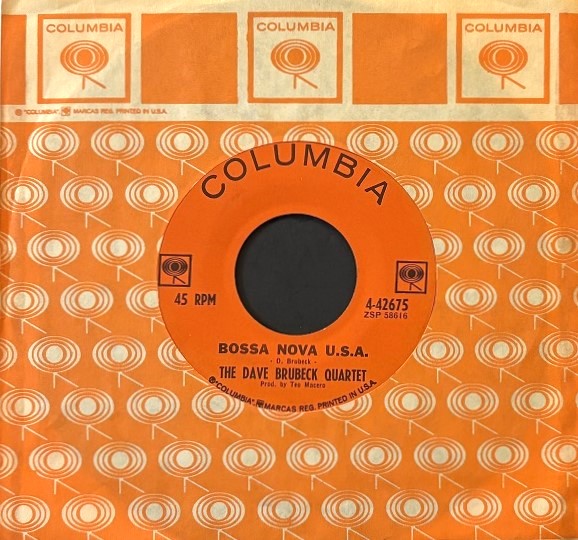 COLUMBIA COLUMBIA COLUMBIA
® "COLUMBIA", MARCAS REG. PRINTED IN U.S.A.
COLUMBIA
45 RPM
4-42675
ZSP 58616
BOSSA NOVA U.S.A.
- D. Brubeck -
THE DAVE BRUBECK QUARTET
Prod. by Teo Macero
® "COLUMBIA", MARCAS REG. PRINTED IN U.S.A.